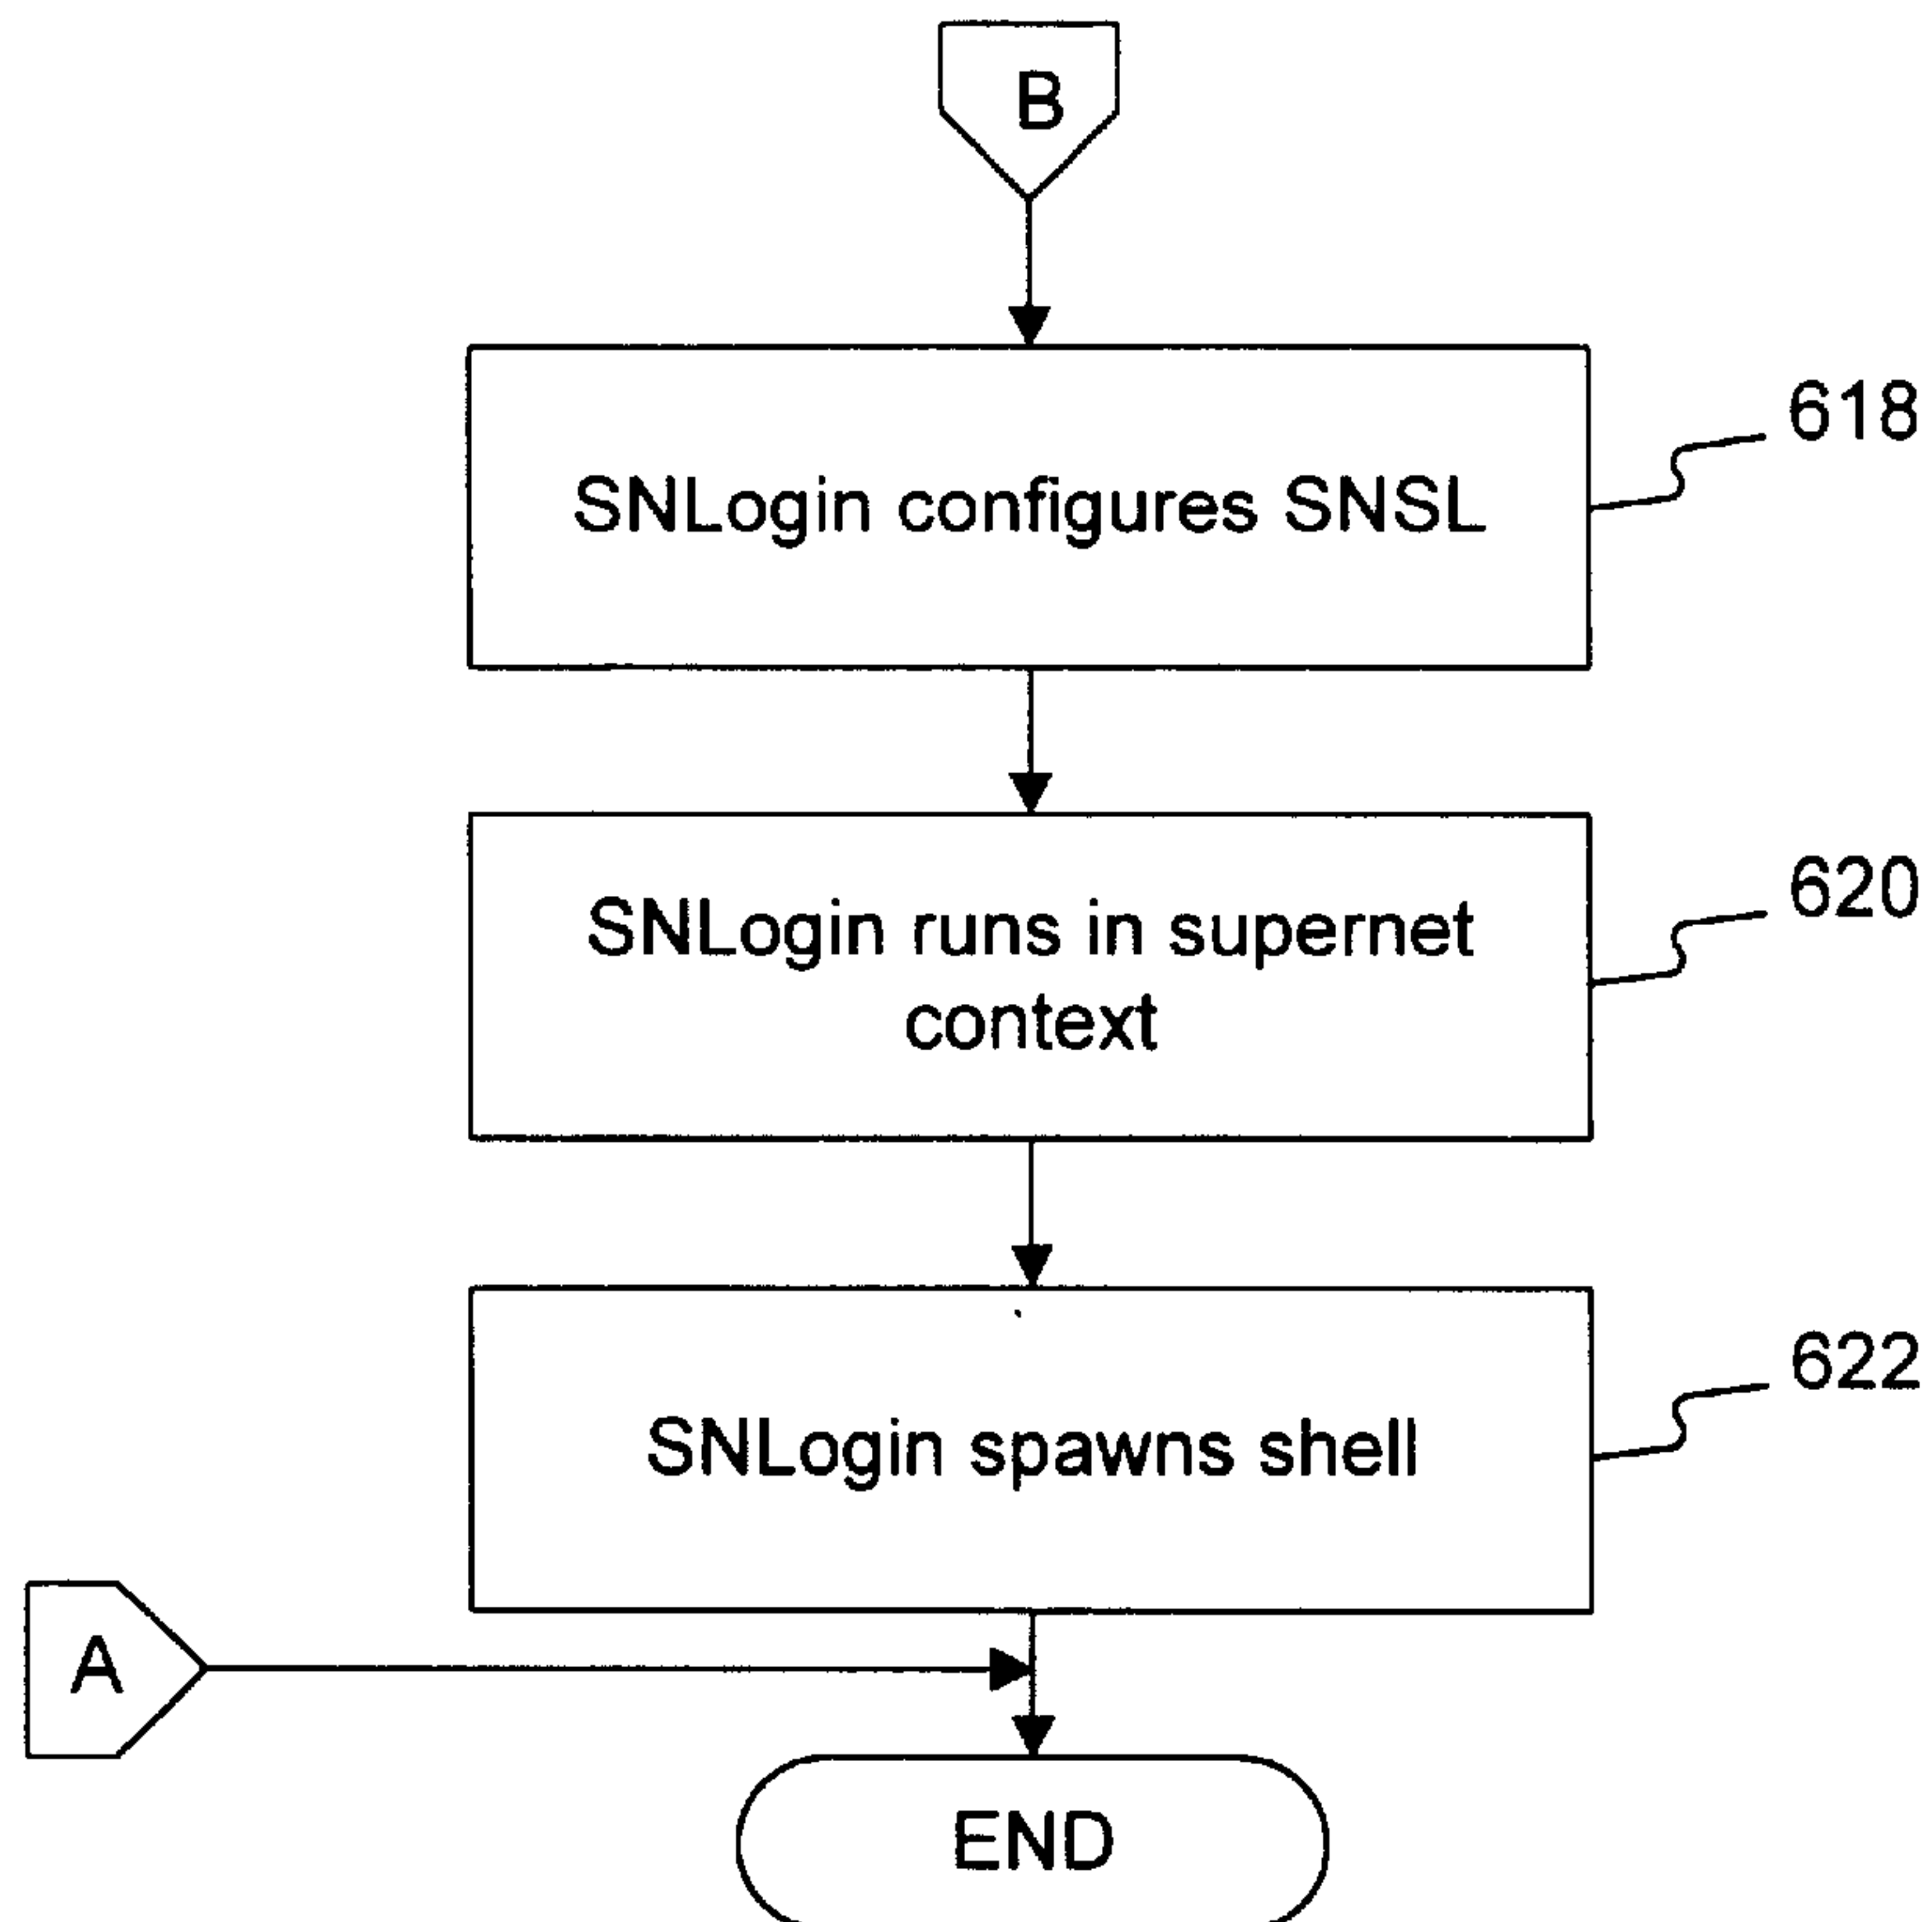 B
618
SNLogin configures SNSL
620
SNLogin runs in supernet
context
622
SNLogin spawns shell
A
END